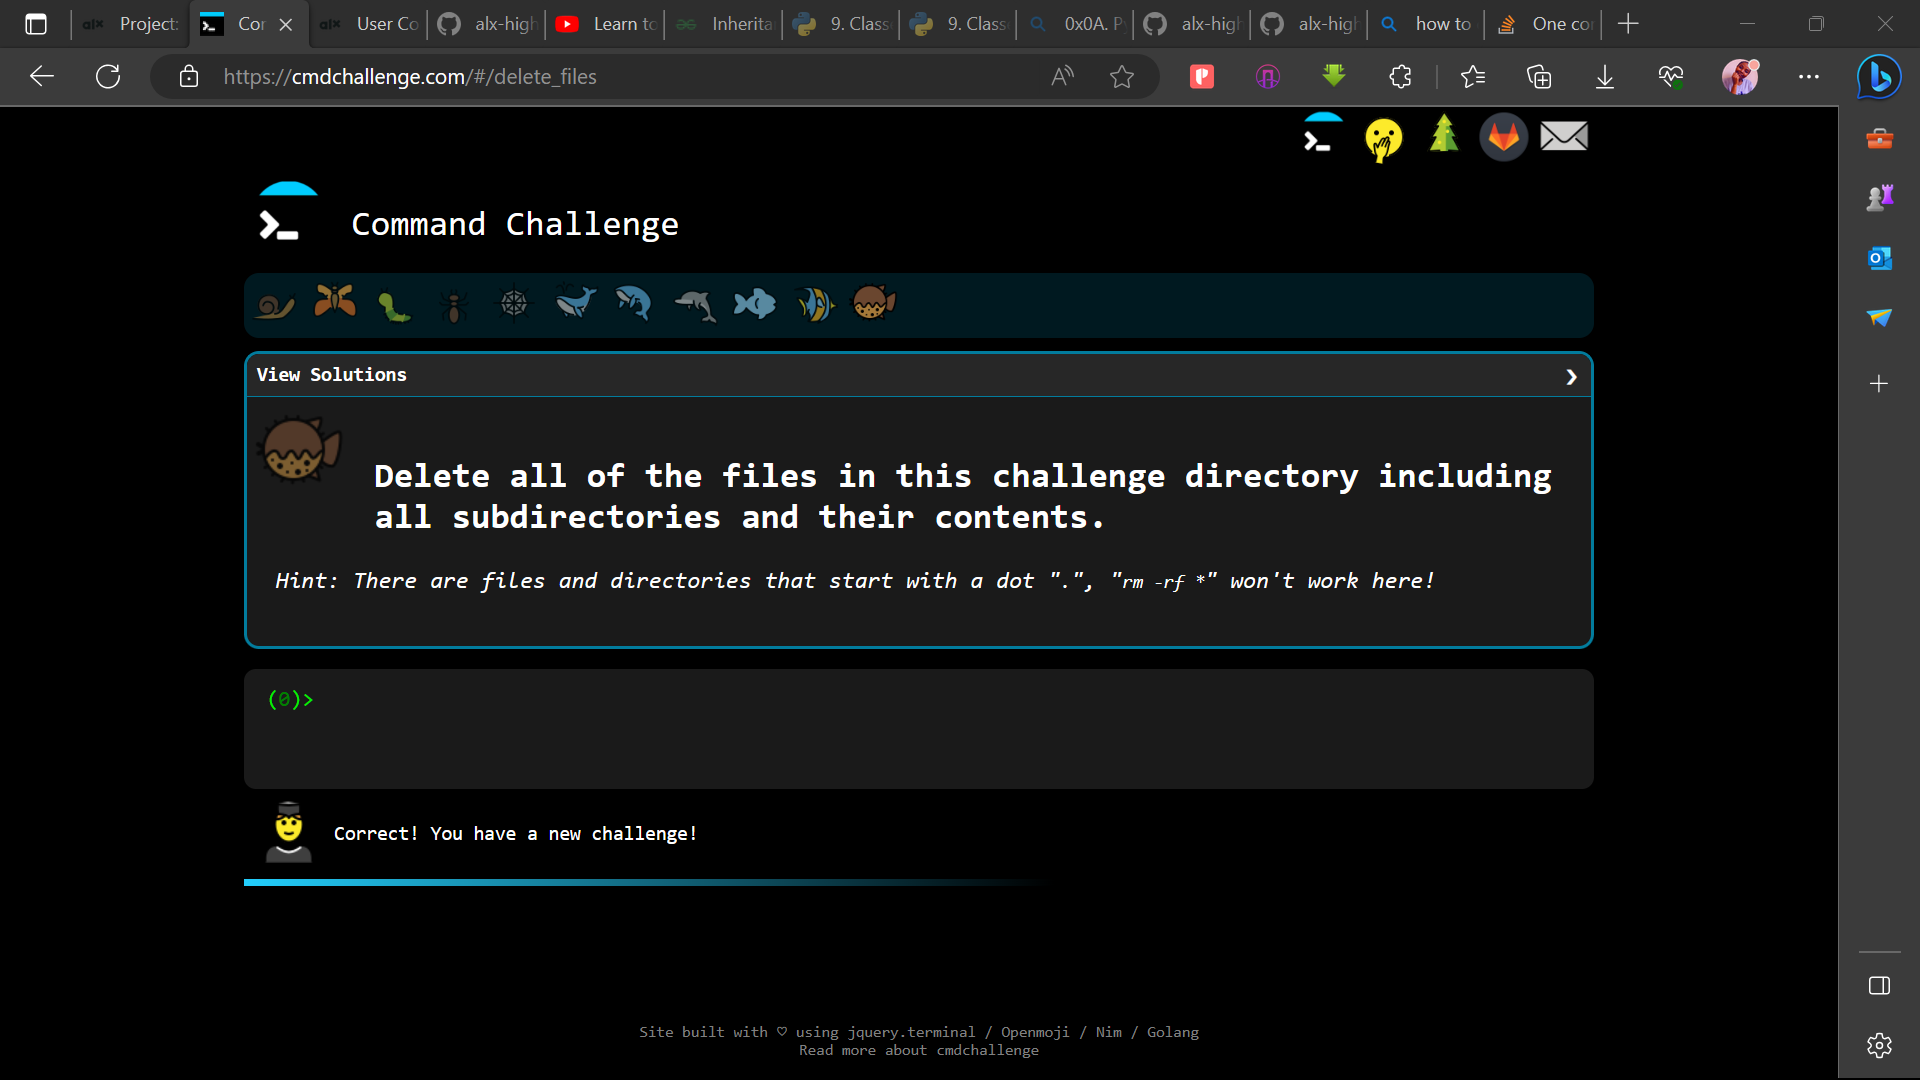 Project: Cor User Co alx-high Learn to Inherita 9. Class 9. Class 0x0A. P alx-high alx-high how to One co
https://cmdchallenge.com/#/delete_files
Command Challenge
View Solutions
Delete all of the files in this challenge directory including
all subdirectories and their contents.
Hint: There are files and directories that start with a dot ".", "rm -rf *" won't work here!
(0)>
Correct! You have a new challenge!
Site built with ♡ using jquery.terminal / Openmoji / Nim / Golang
Read more about cmdchallenge